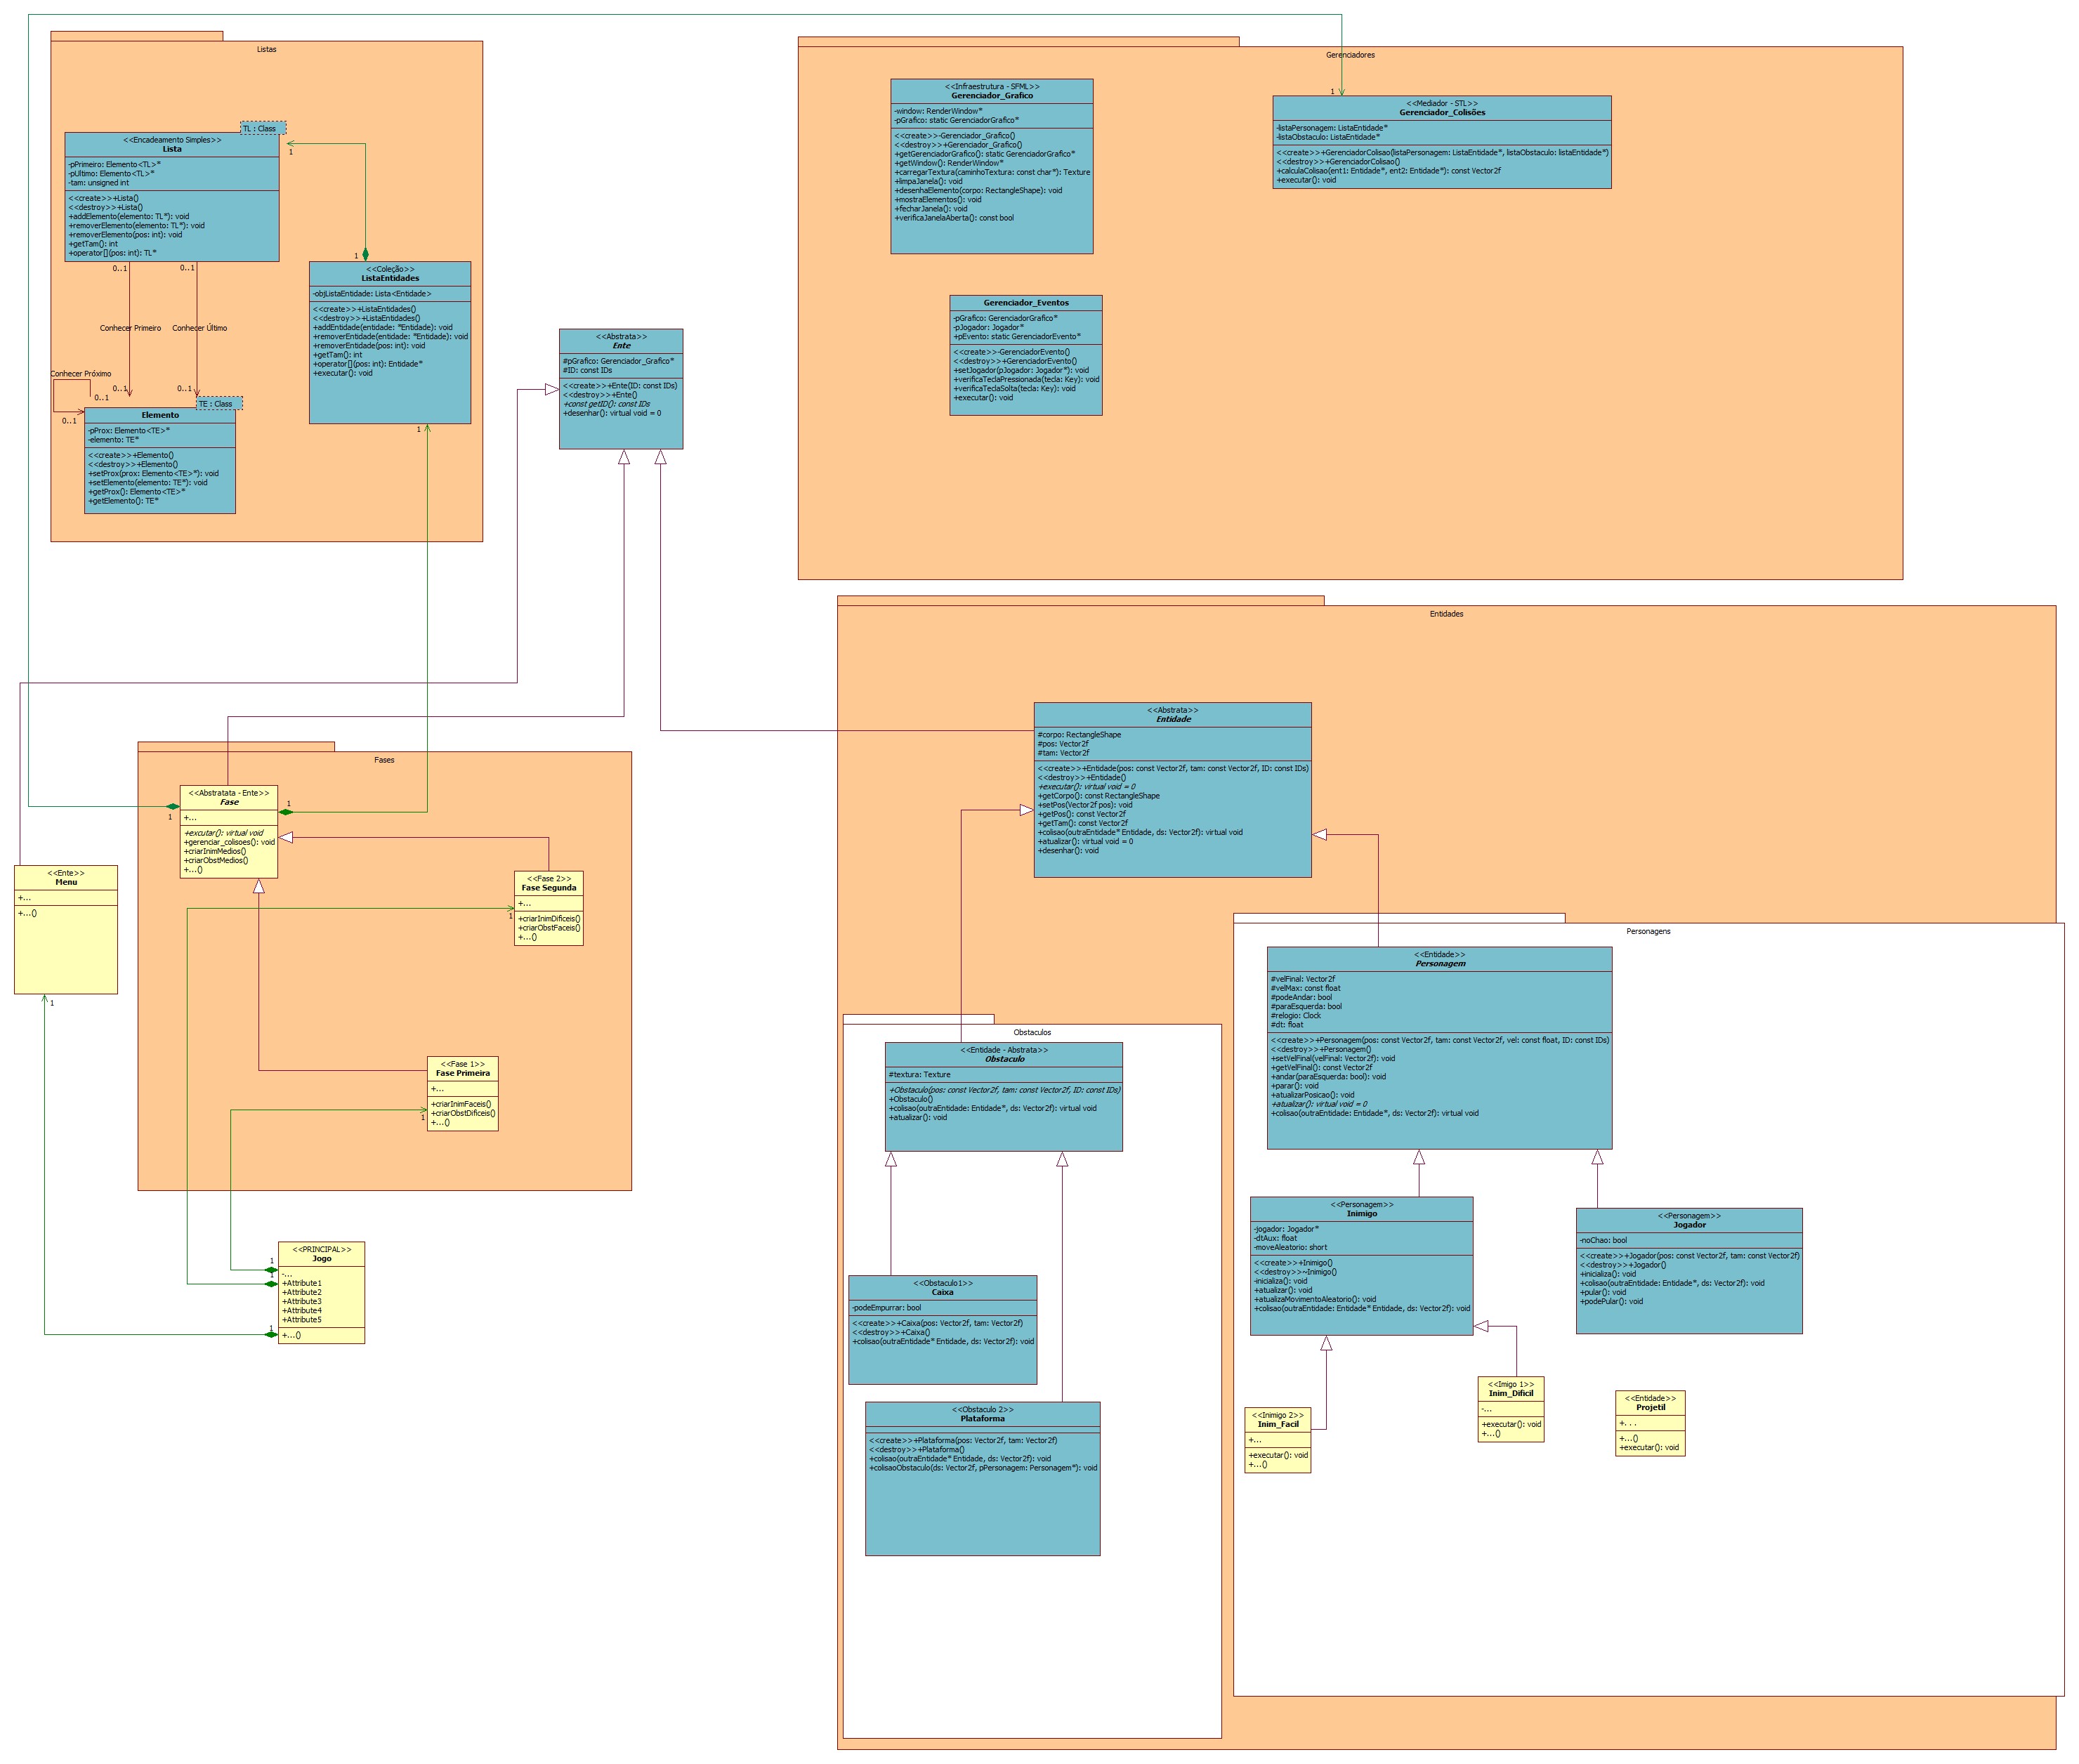 Listas
TL : Class
<<Encadeamento Simples>>
Lista
-pPrimeiro: Elemento<TL>*
-pUltimo: Elemento<TL>*
-tam: unsigned int
<<create>>+Lista()
<<destroy>>+Lista()
+addElemento(elemento: TL*): void
+removerElemento(elemento: TL*): void
+removerElemento(pos: int): void
+getTam(): int
+operator[](pos: int): TL*
1
1
<<Coleção>>
ListaEntidades
-objListaEntidade: Lista<Entidade>
<<create>>+ListaEntidades()
<<destroy>>+ListaEntidades()
+addEntidade(entidade: *Entidade): void
+removerEntidade(entidade: *Entidade): void
+removerEntidade(pos: int): void
+getTam(): int
+operator[](pos: int): Entidade*
+executar(): void
1
0..1
0..1
Conhecer Primeiro
Conhecer Último
0..1
0..1
Conhecer Próximo
0..1
0..1
TE : Class
Elemento
-pProx: Elemento<TE>*
-elemento: TE*
<<create>>+Elemento()
<<destroy>>+Elemento()
+setProx(prox: Elemento<TE>*): void
+setElemento(elemento: TE*): void
+getProx(): Elemento<TE>*
+getElemento(): TE*
<<Abstrata>>
Ente
#pGrafico: Gerenciador_Grafico*
#ID: const IDs
<<create>>+Ente(ID: const IDs)
<<destroy>>+Ente()
+const getID(): const IDs
+desenhar(): virtual void = 0
Gerenciadores
<<Infraestrutura - SFML>>
Gerenciador_Grafico
-window: RenderWindow*
-pGrafico: static GerenciadorGrafico*
<<create>>-Gerenciador_Grafico()
<<destroy>>+Gerenciador_Grafico()
+getGerenciadorGrafico(): static GerenciadorGrafico*
+getWindow(): RenderWindow*
+carregarTextura(caminhoTextura: const char*): Texture
+limpaJanela(): void
+desenhaElemento(corpo: RectangleShape): void
+mostraElementos(): void
+fecharJanela(): void
+verificaJanelaAberta(): const bool
1
<<Mediador - STL>>
Gerenciador_Colisões
-listaPersonagem: ListaEntidade*
-listaObstaculo: ListaEntidade*
<<create>>+GerenciadorColisao(listaPersonagem: ListaEntidade*, listaObstaculo: listaEntidade*)
<<destroy>>+GerenciadorColisao()
+calculaColisao(ent1: Entidade*, ent2: Entidade*): const Vector2f
+executar(): void
Gerenciador_Eventos
-pGrafico: GerenciadorGrafico*
-pJogador: Jogador*
+pEvento: static GerenciadorEvento*
<<create>>-GerenciadorEvento()
<<destroy>>+GerenciadorEvento()
+setJogador(pJogador: Jogador*): void
+verificaTeclaPressionada(tecla: Key): void
+verificaTeclaSolta(tecla: Key): void
+executar(): void
Entidades
<<Abstrata>>
Entidade
#corpo: RectangleShape
#pos: Vector2f
#tam: Vector2f
<<create>>+Entidade(pos: const Vector2f, tam: const Vector2f, ID: const IDs)
<<destroy>>+Entidade()
+executar(): virtual void = 0
+getCorpo(): const RectangleShape
+setPos(Vector2f pos): void
+getPos(): const Vector2f
+getTam(): const Vector2f
+colisao(outraEntidade* Entidade, ds: Vector2f): virtual void
+atualizar(): virtual void = 0
+desenhar(): void
Fases
<<Abstratata - Ente>>
Fase
+...
+excutar(): virtual void
+gerenciar_colisoes(): void
+criarInimMedios()
+criarObstMedios()
+...()
1
1
<<Fase 2>>
Fase Segunda
+...
+criarInimDificeis()
+criarObstFaceis()
+...()
1
<<Fase 1>>
Fase Primeira
+...
+criarInimFaceis()
+criarObstDificeis()
+...()
1
<<Ente>>
Menu
+...
+...()
1
<<PRINCIPAL>>
Jogo
-...
+Attribute1
+Attribute2
+Attribute3
+Attribute4
+Attribute5
+...()
1
1
1
Obstaculos
<<Entidade - Abstrata>>
Obstaculo
#textura: Texture
+Obstaculo(pos: const Vector2f, tam: const Vector2f, ID: const IDs)
+Obstaculo()
+colisao(outraEntidade: Entidade*, ds: Vector2f): virtual void
+atualizar(): void
<<Obstaculo1>>
Caixa
-podeEmpurrar: bool
<<create>>+Caixa(pos: Vector2f, tam: Vector2f)
<<destroy>>+Caixa()
+colisao(outraEntidade* Entidade, ds: Vector2f): void
<<Obstaculo 2>>
Plataforma
<<create>>+Plataforma(pos: Vector2f, tam: Vector2f)
<<destroy>>+Plataforma()
+colisao(outraEntidade* Entidade, ds: Vector2f): void
+colisaoObstaculo(ds: Vector2f, pPersonagem: Personagem*): void
Personagens
<<Entidade>>
Personagem
#velFinal: Vector2f
#velMax: const float
#podeAndar: bool
#paraEsquerda: bool
#relogio: Clock
#dt: float
<<create>>+Personagem(pos: const Vector2f, tam: const Vector2f, vel: const float, ID: const IDs)
<<destroy>>+Personagem()
+setVelFinal(velFinal: Vector2f): void
+getVelFinal(): const Vector2f
+andar(paraEsquerda: bool): void
+parar(): void
+atualizarPosicao(): void
+atualizar(): virtual void = 0
+colisao(outraEntidade: Entidade*, ds: Vector2f): virtual void
<<Personagem>>
Inimigo
-jogador: Jogador*
-dtAux: float
-moveAleatorio: short
<<create>>+Inimigo()
<<destroy>>~Inimigo()
-inicializa(): void
+atualizar(): void
+atualizaMovimentoAleatorio(): void
+colisao(outraEntidade: Entidade* Entidade, ds: Vector2f): void
<<Personagem>>
Jogador
-noChao: bool
<<create>>+Jogador(pos: const Vector2f, tam: const Vector2f)
<<destroy>>+Jogador()
+inicializa(): void
+colisao(outraEntidade: Entidade*, ds: Vector2f): void
+pular(): void
+podePular(): void
<<Inimigo 2>>
Inim_Facil
+...
+executar(): void
+...()
<<Imigo 1>>
Inim_Dificil
-...
+executar(): void
+...()
<<Entidade>>
Projetil
+. . .
+...()
+executar(): void